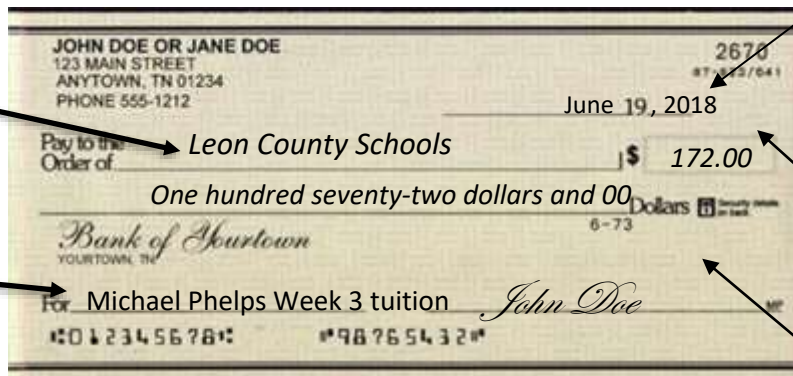 JOHN DOE OR JANE DOE 2670
123 MAIN STREET
ANYTOWN, TN 01234
PHONE 555-1212
June 19, 2018
Pay to the
Order of Leon County Schools $ 172.00
One hundred seventy-two dollars and 00 Dollars
6-73
Bank of Yourtown
YOURTOWN, TN
For Michael Phelps Week 3 tuition John Doe MP
⑆012345678⑆ ⑈98765432⑈